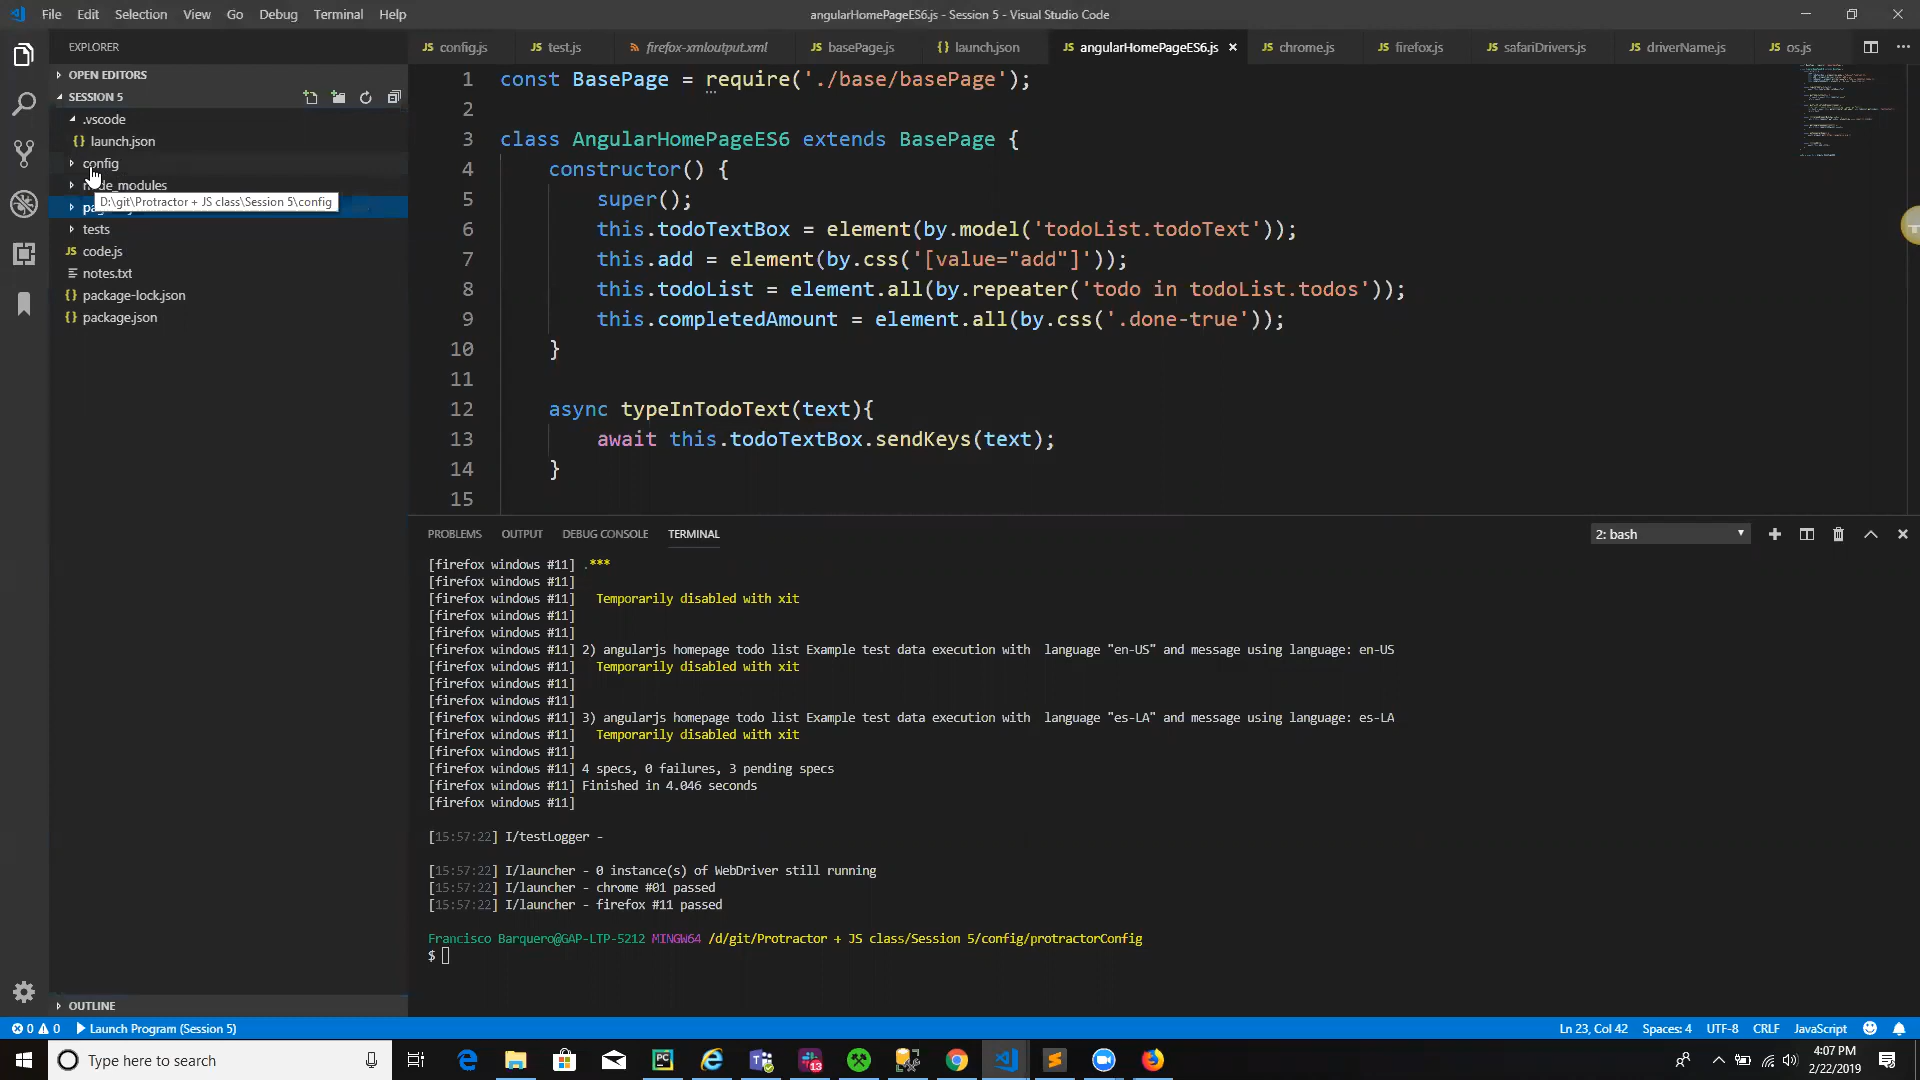 File Edit Selection View Go Debug Terminal Help
angularHomePageES6.js - Session 5 - Visual Studio Code
EXPLORER
OPEN EDITORS
SESSION 5
.vscode
{} launch.json
config
node_modules
D:\git\Protractor + JS class\Session 5\config
tests
JS code.js
notes.txt
{} package-lock.json
{} package.json
OUTLINE
JS config.js
JS test.js
firefox-xmloutput.xml
JS basePage.js
{} launch.json
JS angularHomePageES6.js
JS chrome.js
JS firefox.js
JS safariDrivers.js
JS driverName.js
JS os.js
1 const BasePage = require('./base/basePage');
2
3 class AngularHomePageES6 extends BasePage {
4 constructor() {
5 super();
6 this.todoTextBox = element(by.model('todoList.todoText'));
7 this.add = element(by.css('[value="add"]'));
8 this.todoList = element.all(by.repeater('todo in todoList.todos'));
9 this.completedAmount = element.all(by.css('.done-true'));
10 }
11
12 async typeInTodoText(text){
13 await this.todoTextBox.sendKeys(text);
14 }
15
PROBLEMS OUTPUT DEBUG CONSOLE TERMINAL
2: bash
[firefox windows #11] .***
[firefox windows #11]
[firefox windows #11] Temporarily disabled with xit
[firefox windows #11]
[firefox windows #11]
[firefox windows #11] 2) angularjs homepage todo list Example test data execution with language "en-US" and message using language: en-US
[firefox windows #11] Temporarily disabled with xit
[firefox windows #11]
[firefox windows #11]
[firefox windows #11] 3) angularjs homepage todo list Example test data execution with language "es-LA" and message using language: es-LA
[firefox windows #11] Temporarily disabled with xit
[firefox windows #11]
[firefox windows #11] 4 specs, 0 failures, 3 pending specs
[firefox windows #11] Finished in 4.046 seconds
[firefox windows #11]
[15:57:22] I/testLogger -
[15:57:22] I/launcher - 0 instance(s) of WebDriver still running
[15:57:22] I/launcher - chrome #01 passed
[15:57:22] I/launcher - firefox #11 passed
Francisco Barquero@GAP-LTP-5212 MINGW64 /d/git/Protractor + JS class/Session 5/config/protractorConfig
$
0 0 Launch Program (Session 5)
Ln 23, Col 42 Spaces: 4 UTF-8 CRLF JavaScript
Type here to search
PC
13
4:07 PM
2/22/2019